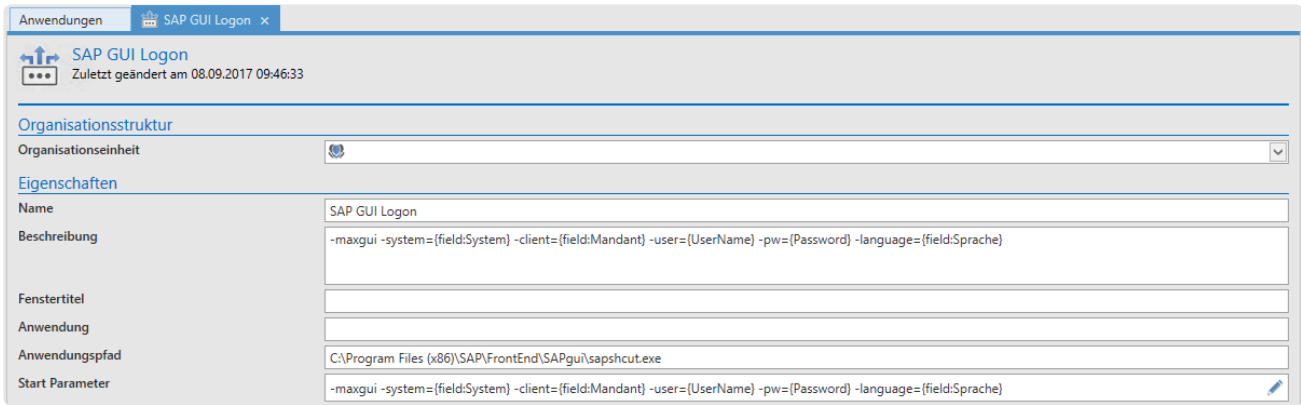 Anwendungen SAP GUI Logon ×
SAP GUI Logon
Zuletzt geändert am 08.09.2017 09:46:33
Organisationsstruktur
Organisationseinheit
Eigenschaften
Name SAP GUI Logon
Beschreibung -maxgui -system={field:System} -client={field:Mandant} -user={UserName} -pw={Password} -language={field:Sprache}
Fenstertitel
Anwendung
Anwendungspfad C:\Program Files (x86)\SAP\FrontEnd\SAPgui\sapshcut.exe
Start Parameter -maxgui -system={field:System} -client={field:Mandant} -user={UserName} -pw={Password} -language={field:Sprache}